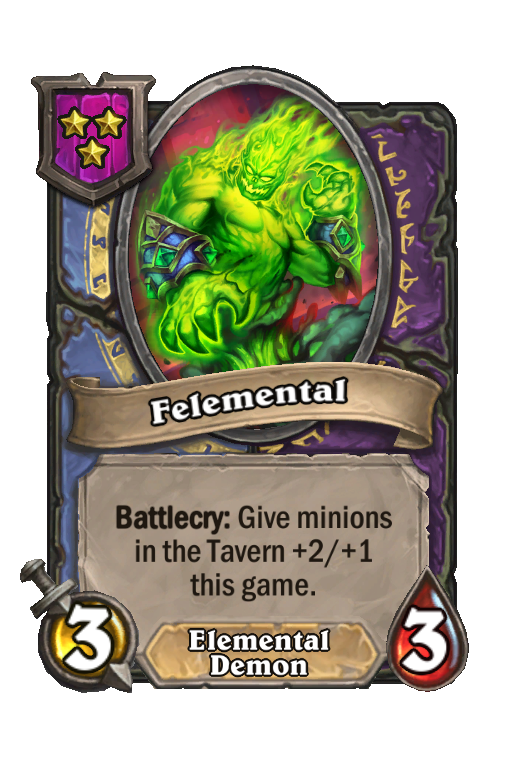 Felemental
Battlecry: Give minions
in the Tavern +2/+1
this game.
3
Elemental
Demon
3